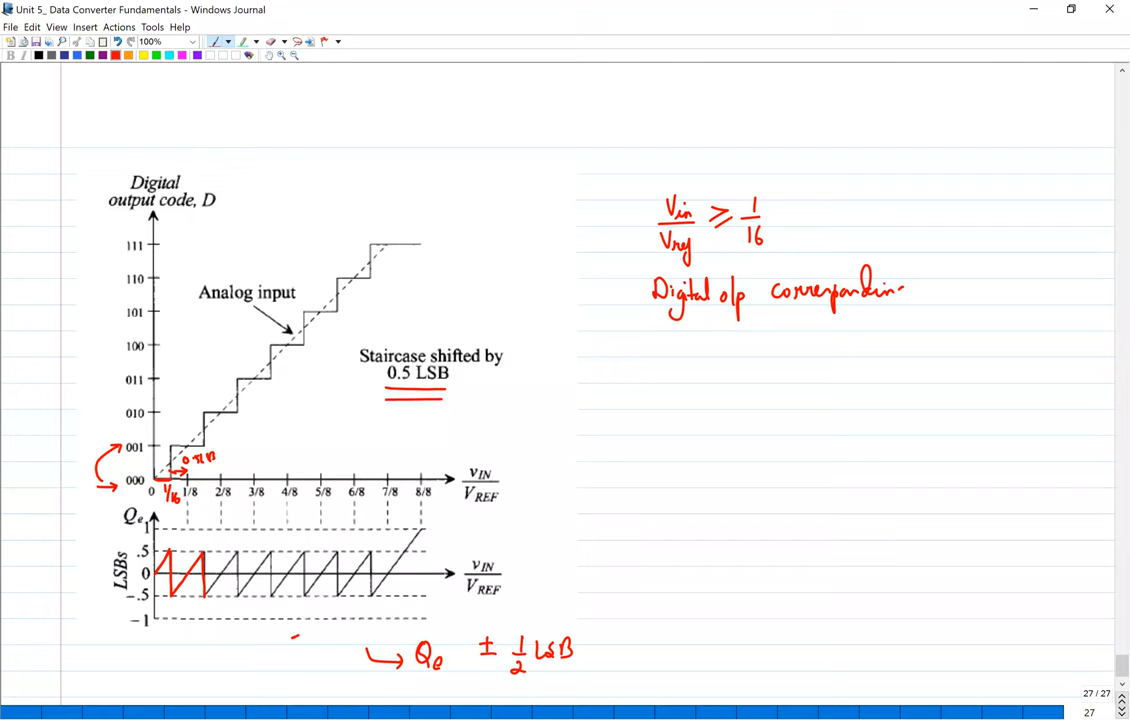 Unit 5_ Data Converter Fundamentals - Windows Journal
File Edit View Insert Actions Tools Help
100%
B I
Digital
output code, D
111
110
101
100
011
010
001
000
Analog input
Staircase shifted by
0.5 LSB
0.5LSB
0 1/16 1/8 2/8 3/8 4/8 5/8 6/8 7/8 8/8
vIN
VREF
Qe
LSBs
1
.5
0
-.5
-1
vIN
VREF
↳ Qe ± 1/2 LSB
Vin/Vref ≥ 1/16
Digital o/p correspondin
27 / 27
27